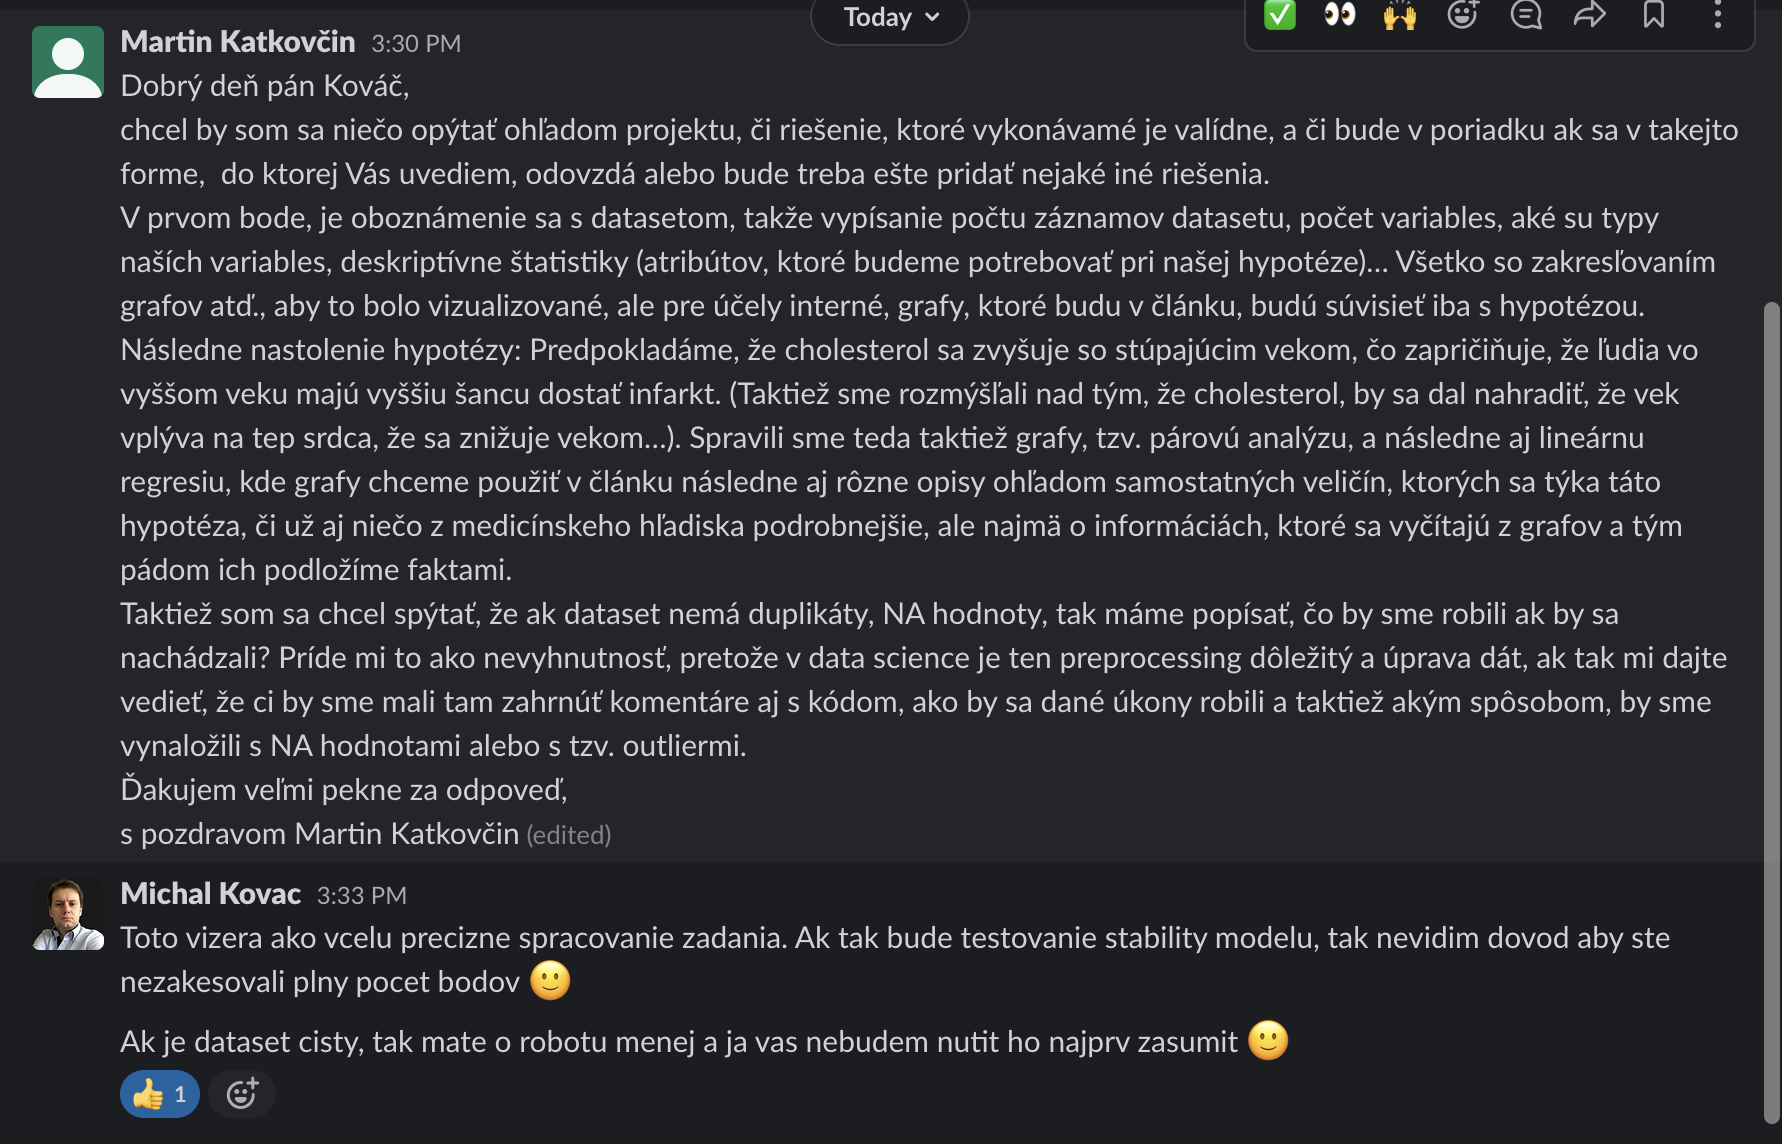 Today
Martin Katkovčin 3:30 PM
Dobrý deň pán Kováč,
chcel by som sa niečo opýtať ohľadom projektu, či riešenie, ktoré vykonávamé je valídne, a či bude v poriadku ak sa v takejto
forme,  do ktorej Vás uvediem, odovzdá alebo bude treba ešte pridať nejaké iné riešenia.
V prvom bode, je oboznámenie sa s datasetom, takže vypísanie počtu záznamov datasetu, počet variables, aké su typy
naších variables, deskriptívne štatistiky (atribútov, ktoré budeme potrebovať pri našej hypotéze)... Všetko so zakresľovaním
grafov atď., aby to bolo vizualizované, ale pre účely interné, grafy, ktoré budu v článku, budú súvisieť iba s hypotézou.
Následne nastolenie hypotézy: Predpokladáme, že cholesterol sa zvyšuje so stúpajúcim vekom, čo zapričiňuje, že ľudia vo
vyššom veku majú vyššiu šancu dostať infarkt. (Taktiež sme rozmýšľali nad tým, že cholesterol, by sa dal nahradiť, že vek
vplýva na tep srdca, že sa znižuje vekom...). Spravili sme teda taktiež grafy, tzv. párovú analýzu, a následne aj lineárnu
regresiu, kde grafy chceme použiť v článku následne aj rôzne opisy ohľadom samostatných veličín, ktorých sa týka táto
hypotéza, či už aj niečo z medicínskeho hľadiska podrobnejšie, ale najmä o informáciách, ktoré sa vyčítajú z grafov a tým
pádom ich podložíme faktami.
Taktiež som sa chcel spýtať, že ak dataset nemá duplikáty, NA hodnoty, tak máme popísať, čo by sme robili ak by sa
nachádzali? Príde mi to ako nevyhnutnosť, pretože v data science je ten preprocessing dôležitý a úprava dát, ak tak mi dajte
vedieť, že ci by sme mali tam zahrnúť komentáre aj s kódom, ako by sa dané úkony robili a taktiež akým spôsobom, by sme
vynaložili s NA hodnotami alebo s tzv. outliermi.
Ďakujem veľmi pekne za odpoveď,
s pozdravom Martin Katkovčin (edited)
Michal Kovac 3:33 PM
Toto vizera ako vcelu precizne spracovanie zadania. Ak tak bude testovanie stability modelu, tak nevidim dovod aby ste
nezakesovali plny pocet bodov 🙂
Ak je dataset cisty, tak mate o robotu menej a ja vas nebudem nutit ho najprv zasumit 🙂
👍 1